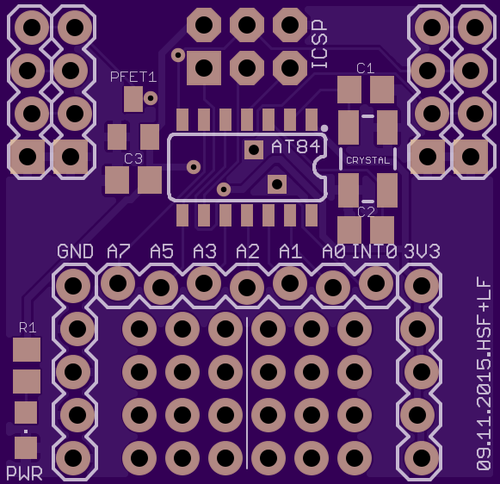 ICSP
C1
PFET1
AT84
C3
CRYSTAL
C2
GND A7 A5 A3 A2 A1 A0 INT0 3V3
R1
PWR
09.11.2015.HSF+LF